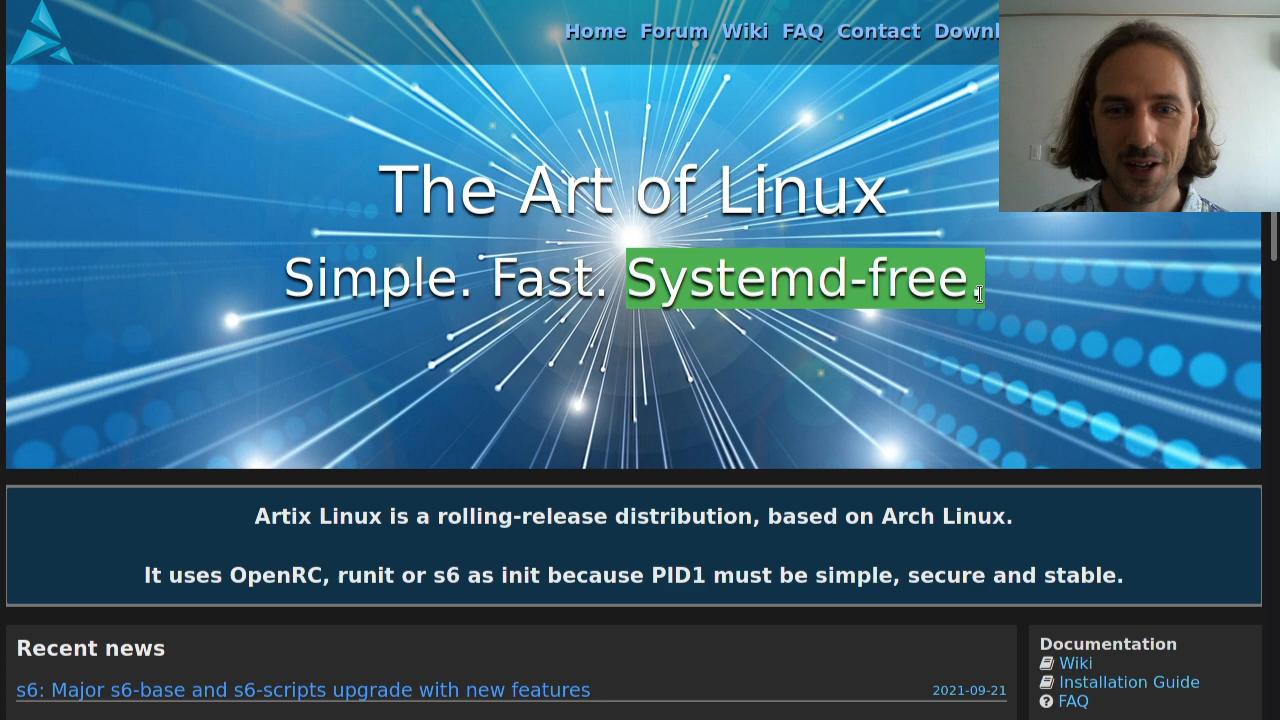 Home Forum Wiki FAQ Contact
The Art of Linux
Simple. Fast. Systemd-free.
Artix Linux is a rolling-release distribution, based on Arch Linux.
It uses OpenRC, runit or s6 as init because PID1 must be simple, secure and stable.
Recent news
s6: Major s6-base and s6-scripts upgrade with new features 2021-09-21
Documentation
Wiki
Installation Guide
FAQ